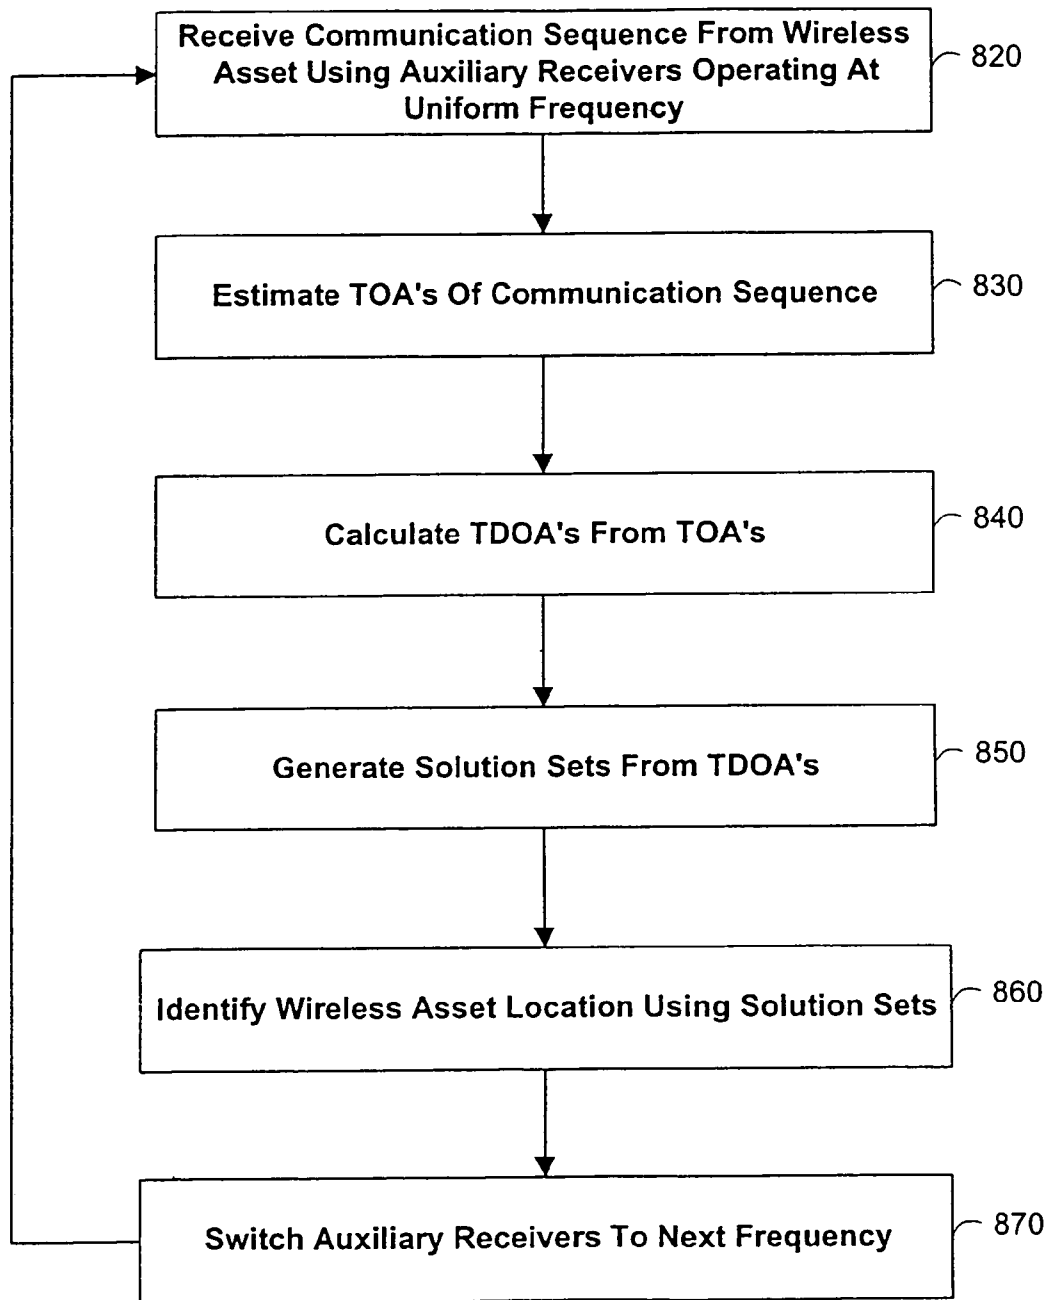 Receive Communication Sequence From Wireless
Asset Using Auxiliary Receivers Operating At
Uniform Frequency
820
Estimate TOA's Of Communication Sequence
830
Calculate TDOA's From TOA's
840
Generate Solution Sets From TDOA's
850
Identify Wireless Asset Location Using Solution Sets
860
Switch Auxiliary Receivers To Next Frequency
870